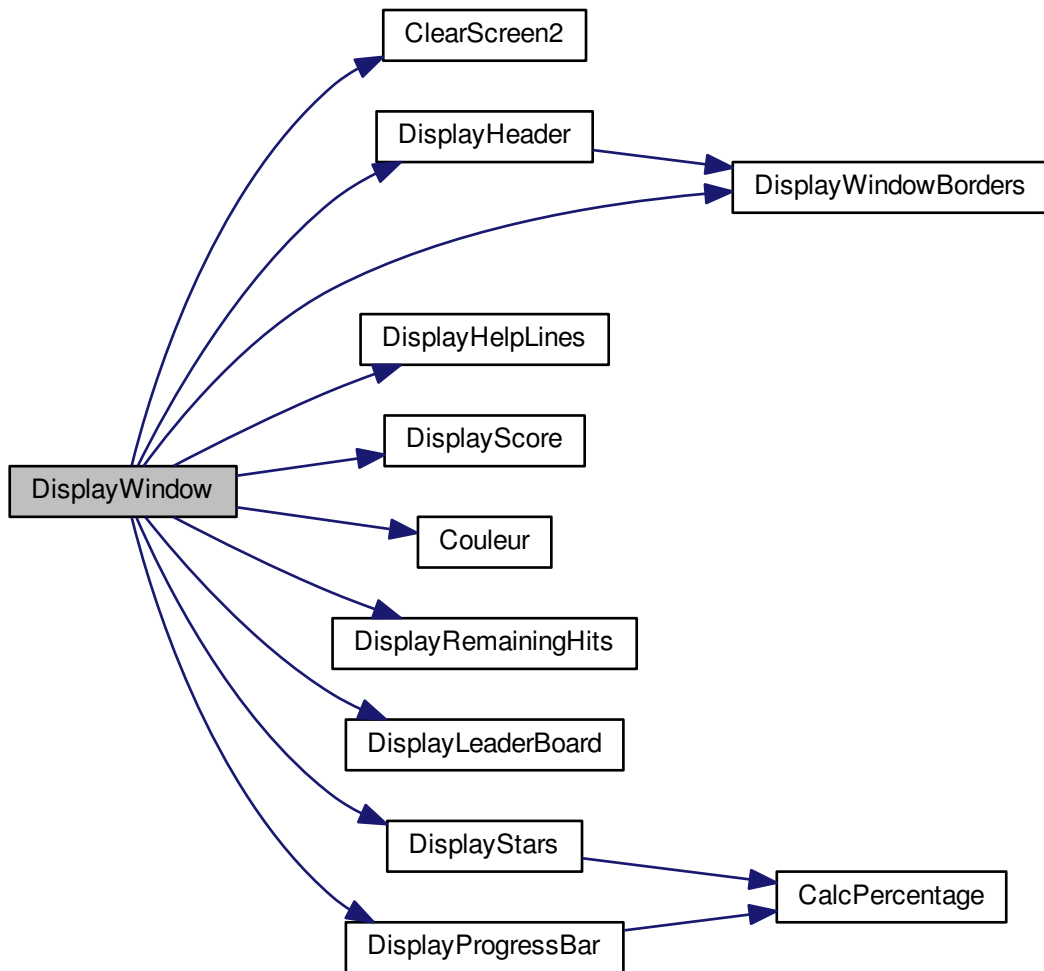 ClearScreen2
DisplayHeader
DisplayWindowBorders
DisplayHelpLines
DisplayScore
DisplayWindow
Couleur
DisplayRemainingHits
DisplayLeaderBoard
DisplayStars
CalcPercentage
DisplayProgressBar